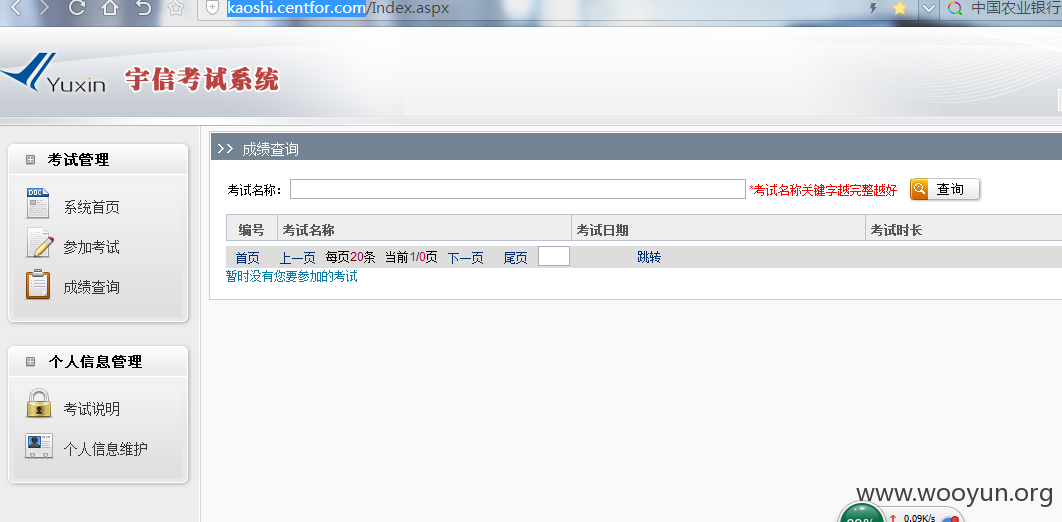 kaoshi.centfor.com/Index.aspx
中国农业银行
Yuxin 宇信考试系统
考试管理
系统首页
参加考试
成绩查询
个人信息管理
考试说明
个人信息维护
>> 成绩查询
考试名称： *考试名称关键字越完整越好 查询
编号 考试名称 考试日期 考试时长
首页 上一页 每页20条 当前1/0页 下一页 尾页 跳转
暂时没有您要参加的考试
www.wooyun.org
0.09K/s